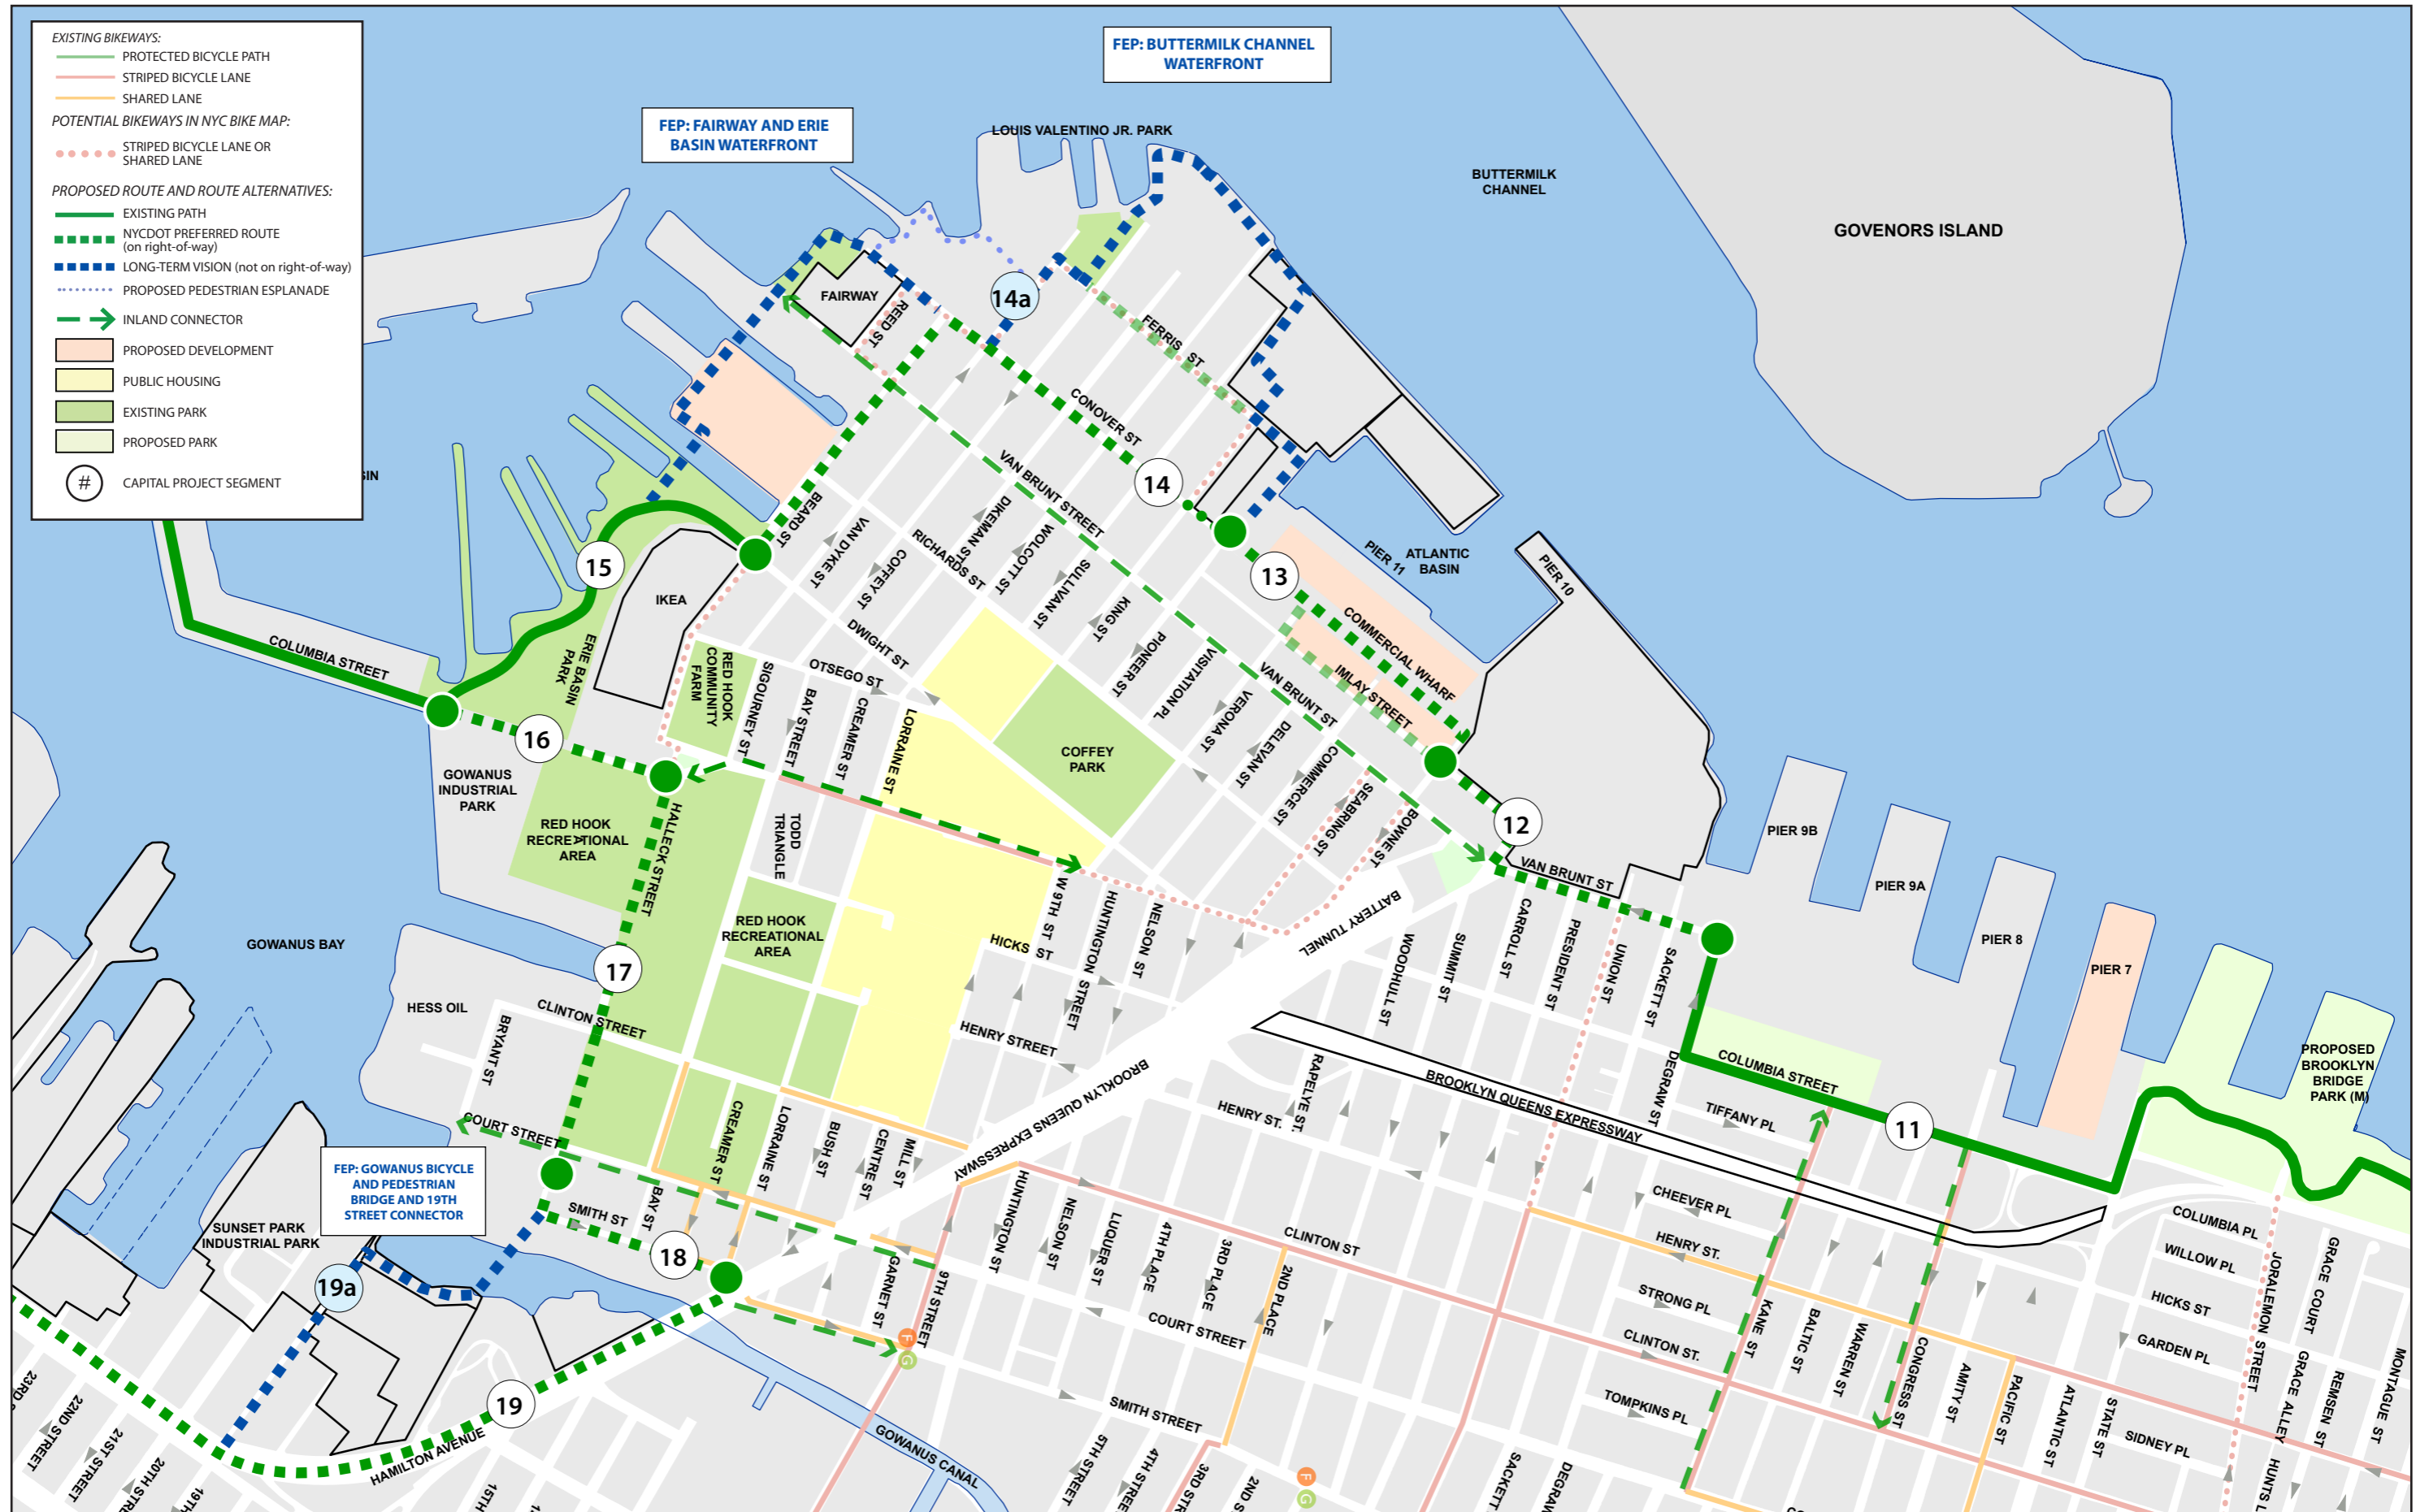 EXISTING BIKEWAYS:
PROTECTED BICYCLE PATH
STRIPED BICYCLE LANE
SHARED LANE
POTENTIAL BIKEWAYS IN NYC BIKE MAP:
STRIPED BICYCLE LANE OR
SHARED LANE
PROPOSED ROUTE AND ROUTE ALTERNATIVES:
EXISTING PATH
NYCDOT PREFERRED ROUTE
(on right-of-way)
LONG-TERM VISION (not on right-of-way)
PROPOSED PEDESTRIAN ESPLANADE
INLAND CONNECTOR
PROPOSED DEVELOPMENT
PUBLIC HOUSING
EXISTING PARK
PROPOSED PARK
#
CAPITAL PROJECT SEGMENT
FEP: BUTTERMILK CHANNEL
WATERFRONT
FEP: FAIRWAY AND ERIE
BASIN WATERFRONT
LOUIS VALENTINO JR. PARK
BUTTERMILK
CHANNEL
GOVENORS ISLAND
FAIRWAY
REED ST
14a
FERRIS ST
CONOVER ST
14
VAN BRUNT STREET
BEARD ST
VAN DYKE ST
COFFEY ST
DIKEMAN ST
RICHARDS ST
WOLCOTT ST
SULLIVAN ST
KING ST
PIONEER ST
VISITATION PL
VERONA ST
DELEVAN ST
COMMERCE ST
SEABRING ST
BOWNE ST
13
PIER 11
ATLANTIC
BASIN
PIER 10
COMMERCIAL WHARF
IMLAY STREET
VAN BRUNT ST
15
IKEA
ERIE BASIN
PARK
COLUMBIA STREET
DWIGHT ST
OTSEGO ST
RED HOOK
COMMUNITY
FARM
SIGOURNEY ST
BAY STREET
CREAMER ST
LORRAINE ST
COFFEY
PARK
16
GOWANUS
INDUSTRIAL
PARK
RED HOOK
RECREATIONAL
AREA
HALLECK STREET
TODD
TRIANGLE
RED HOOK
RECREATIONAL
AREA
12
VAN BRUNT ST
PIER 9B
PIER 9A
PIER 8
PIER 7
PROPOSED
BROOKLYN
BRIDGE
PARK (M)
GOWANUS BAY
17
HESS OIL
CLINTON STREET
BRYANT ST
COURT STREET
HICKS ST
W 9TH ST
HUNTINGTON STREET
NELSON ST
HENRY STREET
BATTERY TUNNEL
BROOKLYN QUEENS EXPRESSWAY
WOODHULL ST
SUMMIT ST
CARROLL ST
PRESIDENT ST
UNION ST
SACKETT ST
DEGRAW ST
COLUMBIA STREET
TIFFANY PL
11
RAPELYE ST
BROOKLYN QUEENS EXPRESSWAY
HENRY ST.
CHEEVER PL
HENRY ST.
STRONG PL
CLINTON ST.
TOMPKINS PL
KANE ST
BALTIC ST
WARREN ST
CONGRESS ST
AMITY ST
PACIFIC ST
ATLANTIC ST
STATE ST
COLUMBIA PL
WILLOW PL
HICKS ST
GARDEN PL
SIDNEY PL
JORALEMON STREET
GRACE COURT
GRACE ALLEY
REMSEN ST
MONTAGUE ST
HUNTS L
CREAMER ST
LORRAINE ST
BUSH ST
CENTRE ST
MILL ST
FEP: GOWANUS BICYCLE
AND PEDESTRIAN
BRIDGE AND 19TH
STREET CONNECTOR
SMITH ST
BAY ST
18
SUNSET PARK
INDUSTRIAL PARK
19a
19
HAMILTON AVENUE
GARNET ST
9TH STREET
F
G
HUNTINGTON ST
NELSON ST
LUQUER ST
4TH PLACE
3RD PLACE
2ND PLACE
CLINTON ST
COURT STREET
SMITH STREET
GOWANUS CANAL
5TH STREET
4TH STREE
3RD STR
2ND S
F
G
SACKETT
DEGRAW
22ND STREET
21ST STREET
20TH STR
19TH
15TH